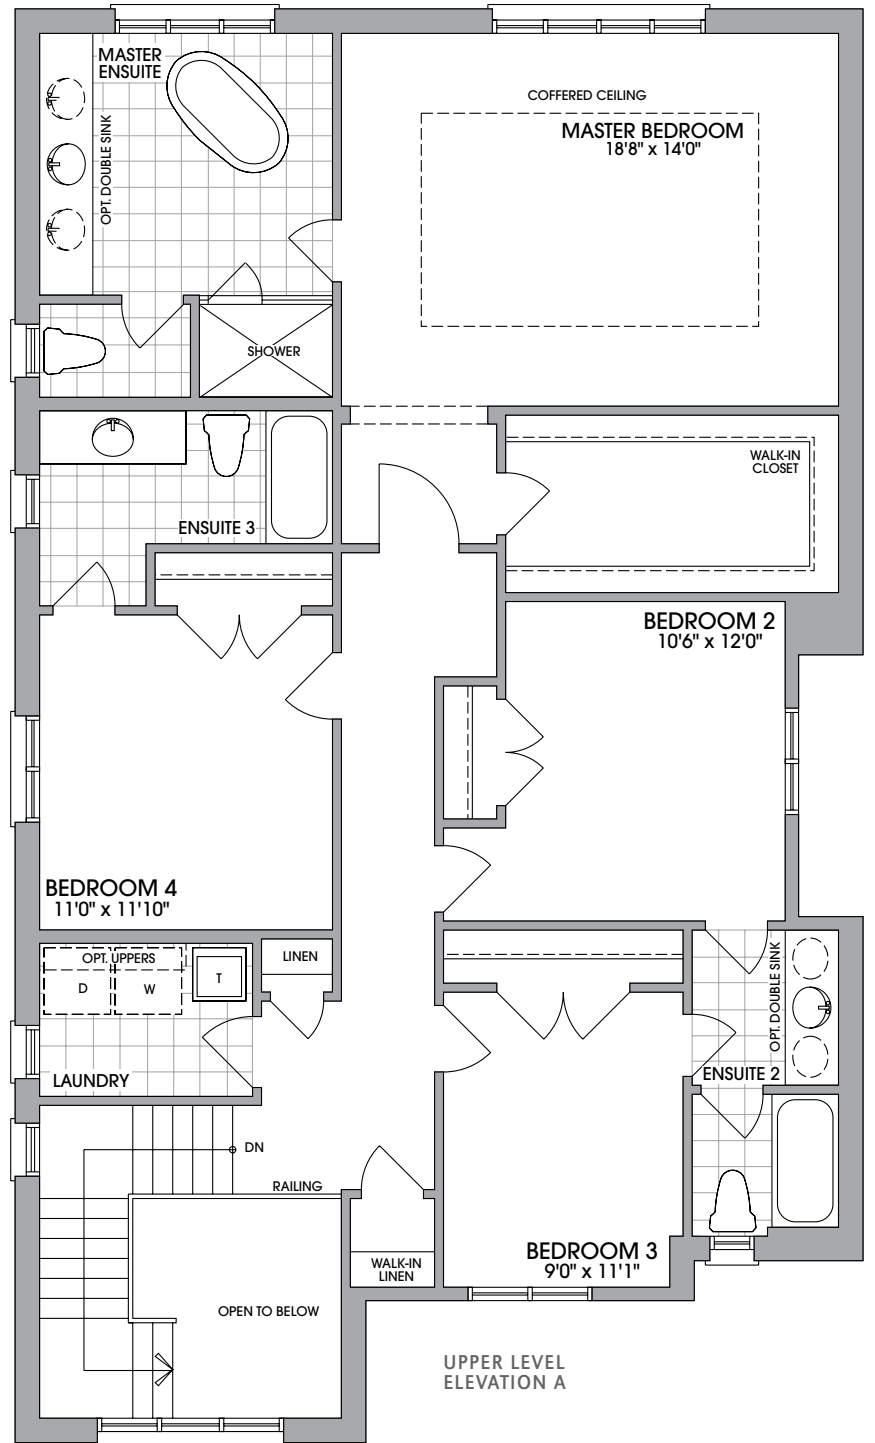 MASTER
ENSUITE
OPT. DOUBLE SINK
COFFERED CEILING
MASTER BEDROOM
18'8" x 14'0"
SHOWER
WALK-IN
CLOSET
ENSUITE 3
BEDROOM 2
10'6" x 12'0"
BEDROOM 4
11'0" x 11'10"
OPT. UPPERS
D
W
T
LINEN
OPT. DOUBLE SINK
LAUNDRY
ENSUITE 2
DN
RAILING
BEDROOM 3
9'0" x 11'1"
WALK-IN
LINEN
OPEN TO BELOW
UPPER LEVEL
ELEVATION A